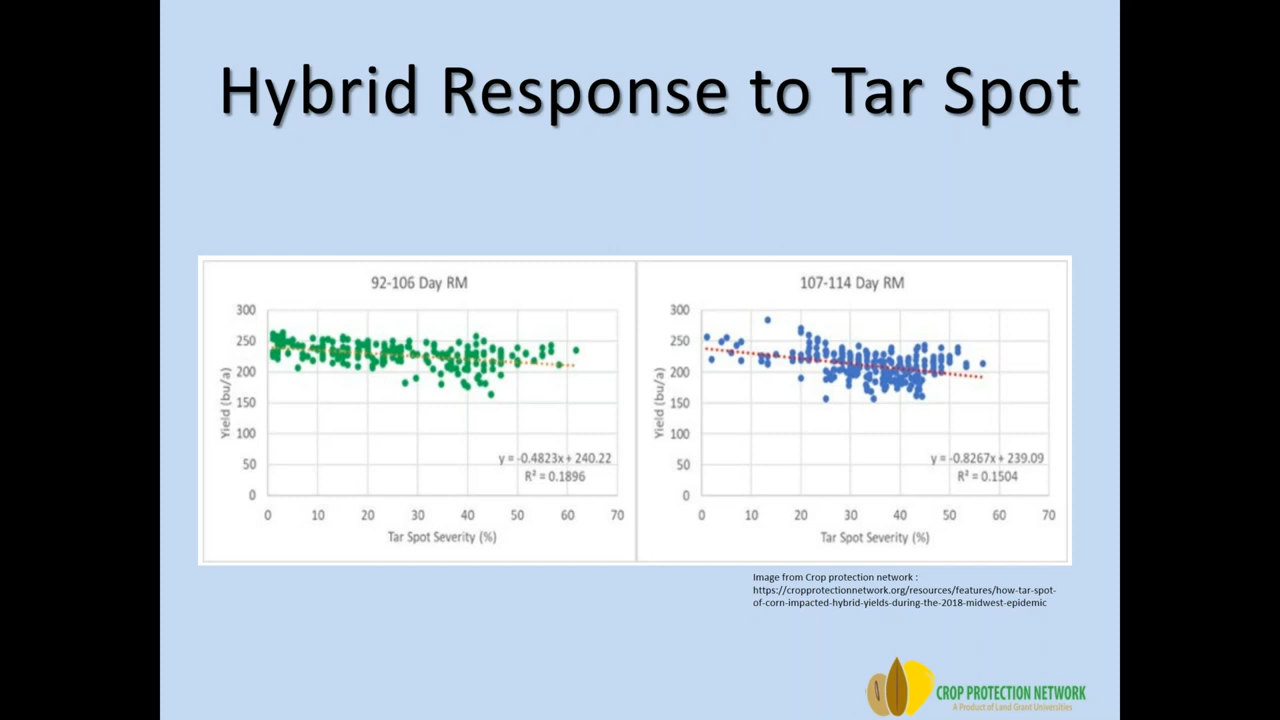 Hybrid Response to Tar Spot
92-106 Day RM
300
250
200
150
100
50
0
Yield (bu/a)
y = -0.4823x + 240.22
R² = 0.1896
0 10 20 30 40 50 60 70
Tar Spot Severity (%)
107-114 Day RM
300
250
200
150
100
50
0
Yield (bu/a)
y = -0.8267x + 239.09
R² = 0.1504
0 10 20 30 40 50 60 70
Tar Spot Severity (%)
Image from Crop protection network :
https://cropprotectionnetwork.org/resources/features/how-tar-spot-
of-corn-impacted-hybrid-yields-during-the-2018-midwest-epidemic
CROP PROTECTION NETWORK
A Product of Land Grant Universities